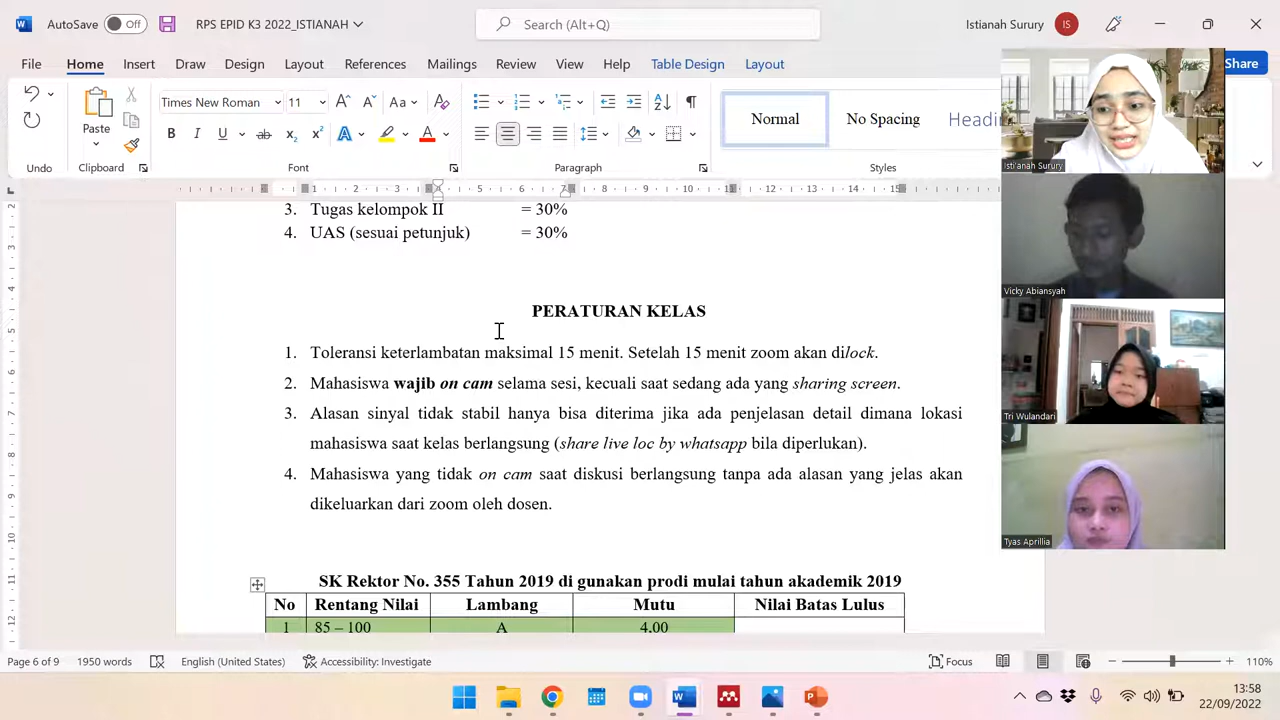 AutoSave Off RPS EPID K3 2022_ISTIANAH Search (Alt+Q) Istianah Surury IS
File Home Insert Draw Design Layout References Mailings Review View Help Table Design Layout Share
Times New Roman 11 Aa
Paste
Normal No Spacing Headin
Undo Clipboard Font Paragraph Styles
3. Tugas kelompok II = 30%
4. UAS (sesuai petunjuk) = 30%
PERATURAN KELAS
1. Toleransi keterlambatan maksimal 15 menit. Setelah 15 menit zoom akan dilock.
2. Mahasiswa wajib on cam selama sesi, kecuali saat sedang ada yang sharing screen.
3. Alasan sinyal tidak stabil hanya bisa diterima jika ada penjelasan detail dimana lokasi
mahasiswa saat kelas berlangsung (share live loc by whatsapp bila diperlukan).
4. Mahasiswa yang tidak on cam saat diskusi berlangsung tanpa ada alasan yang jelas akan
dikeluarkan dari zoom oleh dosen.
SK Rektor No. 355 Tahun 2019 di gunakan prodi mulai tahun akademik 2019
No Rentang Nilai Lambang Mutu Nilai Batas Lulus
1 85 – 100 A 4.00
Isti'anah Surury
Vicky Abiansyah
Tri Wulandari
Tyas Aprillia
Page 6 of 9 1950 words English (United States) Accessibility: Investigate Focus 110%
13:58
22/09/2022